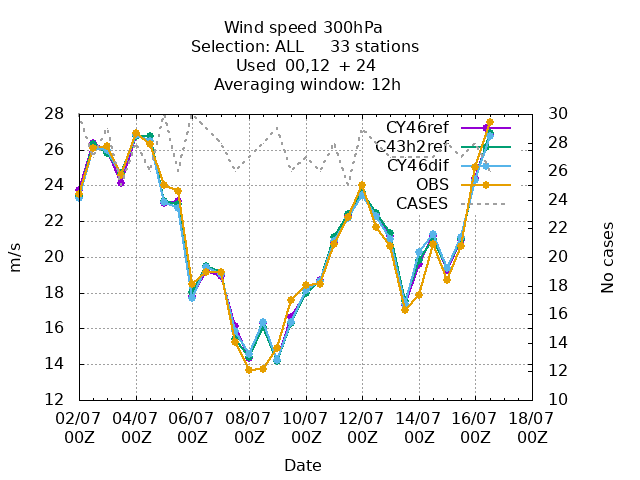 Wind speed 300hPa
Selection: ALL 33 stations
Used 00,12 + 24
Averaging window: 12h
28 30
26 28
24 26
22 24
20 22
18 20
16 18
14 16
12 14
12
10
CY46ref
C43h2ref
CY46dif
OBS
CASES
m/s
No cases
02/07 04/07 06/07 08/07 10/07 12/07 14/07 16/07 18/07
00Z 00Z 00Z 00Z 00Z 00Z 00Z 00Z 00Z
Date